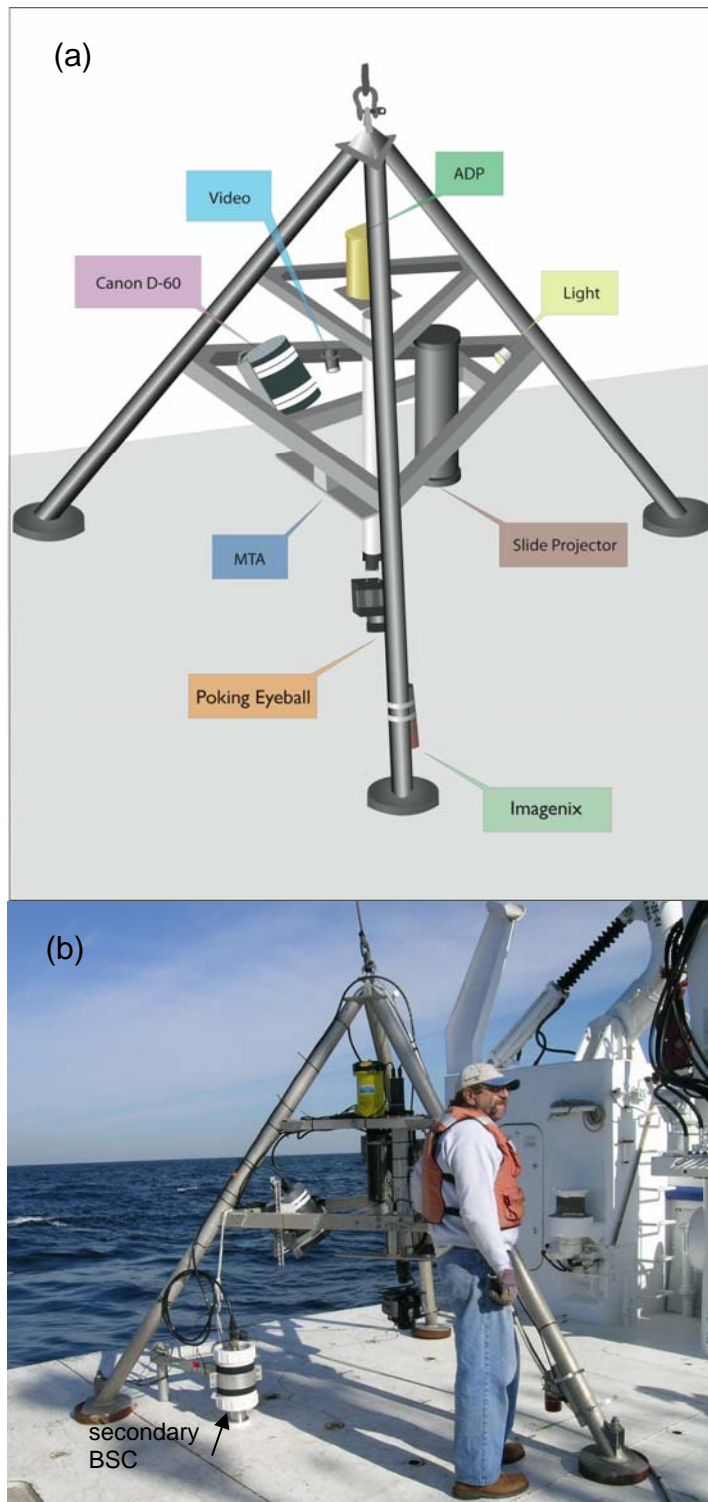 (a)
ADP
Video
Canon D-60
Light
MTA
Slide Projector
Poking Eyeball
Imagenix
(b)
secondary
BSC